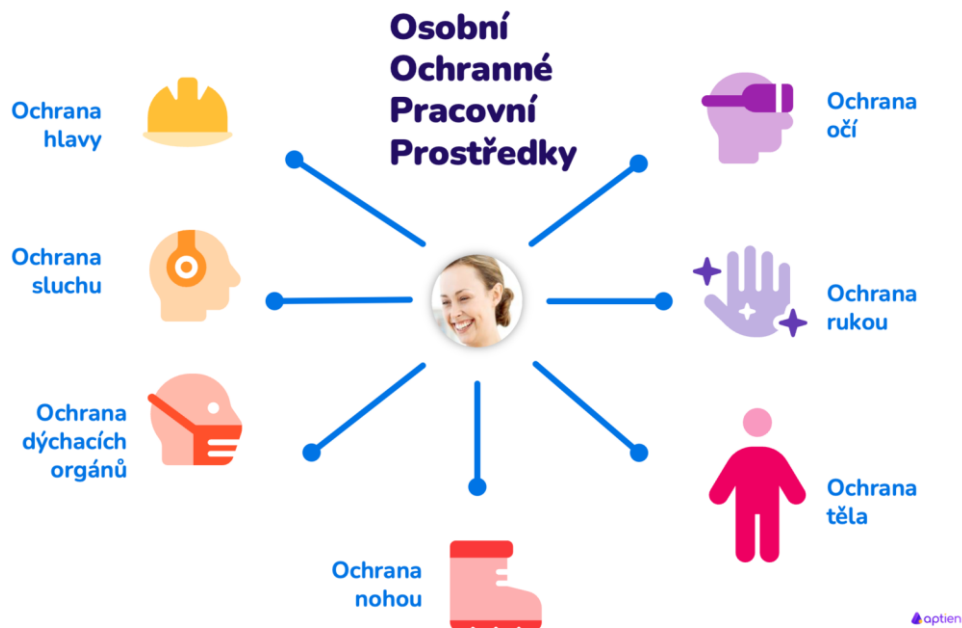 Osobní
Ochranné
Pracovní
Prostředky
Ochrana
hlavy
Ochrana
očí
Ochrana
sluchu
Ochrana
rukou
Ochrana
dýchacích
orgánů
Ochrana
těla
Ochrana
nohou
aptien